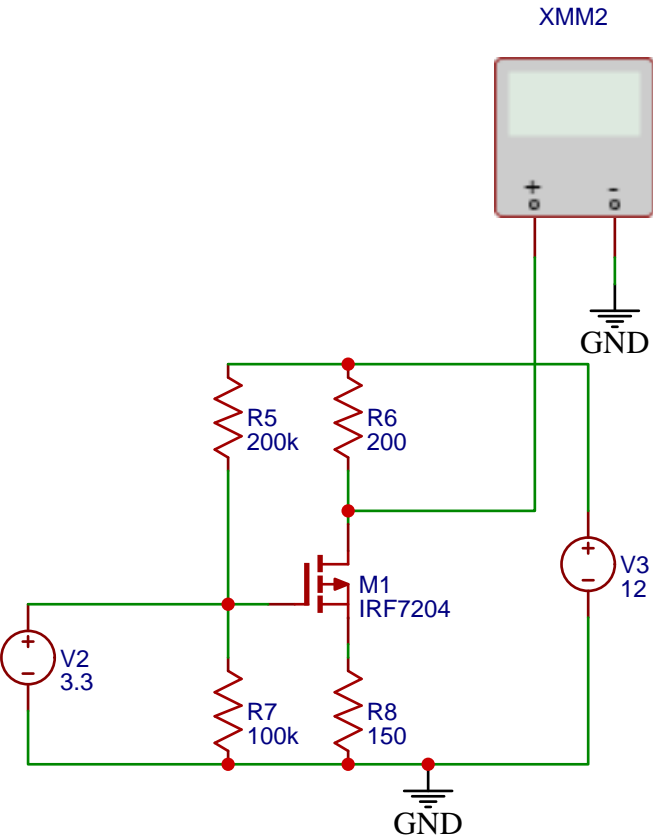 XMM2
+ -
GND
R5
200k
R6
200
+
V3
-
12
M1
IRF7204
+
V2
-
3.3
R7
100k
R8
150
GND